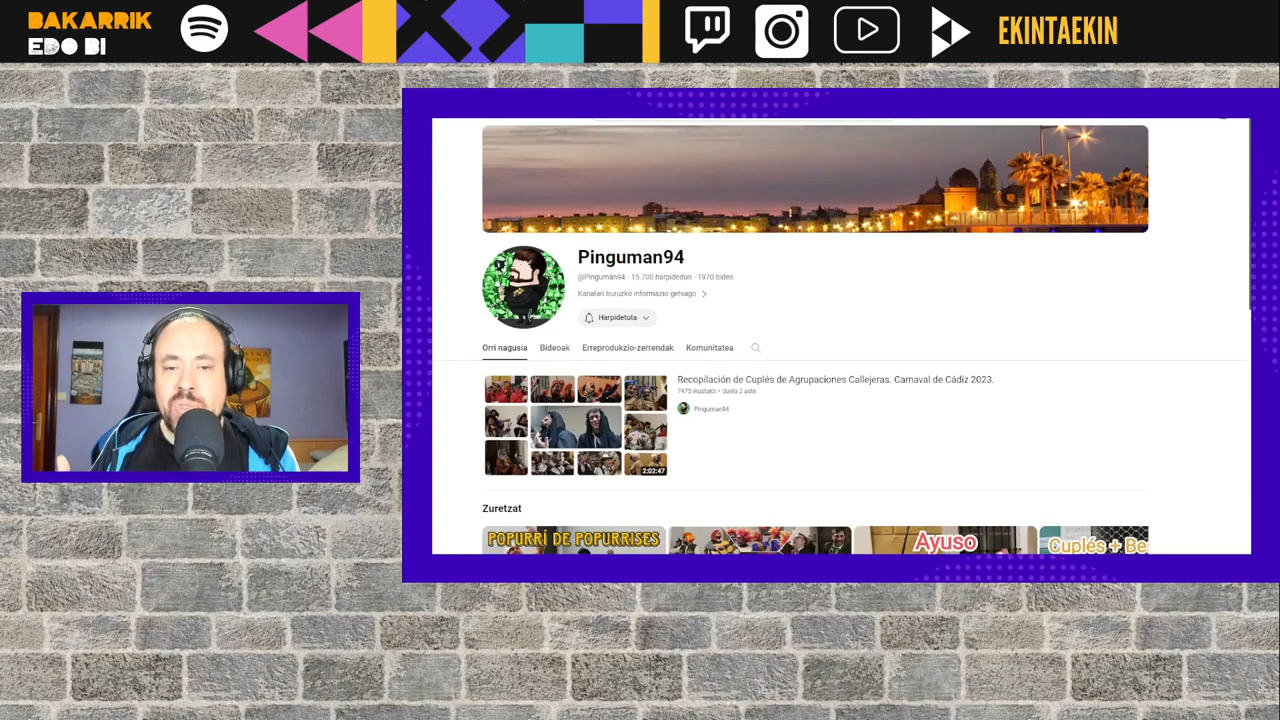 BAKARRIK
EDO BI
EKINTAEKIN
Pinguman94
@Pinguman94 · 15.700 harpidedun · 1970 bideo
Kanalari buruzko informazio gehiago
Harpidetuta
Orri nagusia Bideoak Erreprodukzio-zerrendak Komunitatea
Recopilación de Cuplés de Agrupaciones Callejeras. Carnaval de Cádiz 2023.
7475 ikustaldi • duela 2 aste
Pinguman94
2:02:47
Zuretzat
POPURRÍ DE POPURRISES
Ayuso
Cuplés + Be